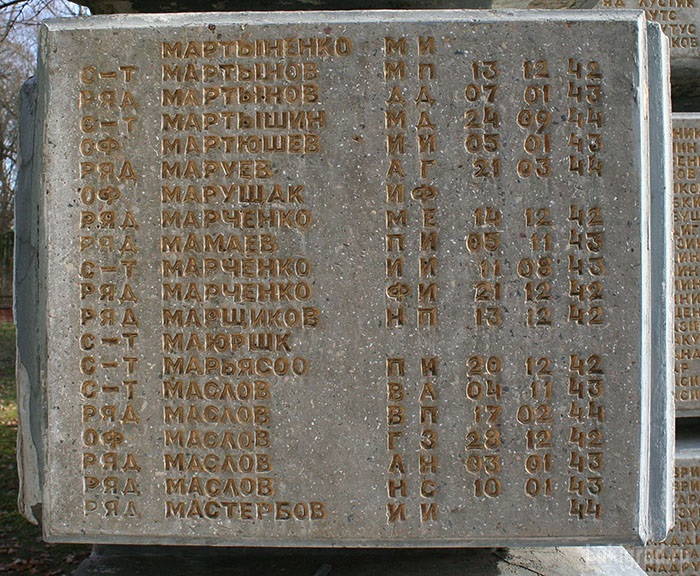 МАРТЫНЕНКО М И
С-Т МАРТЫНОВ М П 13 12 42
РЯД МАРТЫНОВ А Д 07 01 43
С-Т МАРТЫШИН М Д 24 09 44
ОФ МАРТЮШЕВ И И 05 01 43
РЯД МАРУЕВ А Г 21 03 44
ОФ МАРУЩАК И Ф
РЯД МАРЧЕНКО М Е 14 12 42
РЯД МАМАЕВ П И 05 11 43
С-Т МАРЧЕНКО И И 11 08 43
РЯД МАРЧЕНКО Ф И 21 12 42
РЯД МАРШИКОВ Н П 13 12 42
С-Т МАЮРШК
С-Т МАРЬЯСОО П И 20 12 42
С-Т МАСЛОВ В А 04 11 43
РЯД МАСЛОВ В П 17 02 44
ОФ МАСЛОВ Г З 28 12 42
РЯД МАСЛОВ А Н 03 01 43
РЯД МАСЛОВ Н С 10 01 43
РЯД МАСТЕРБОВ И И 44